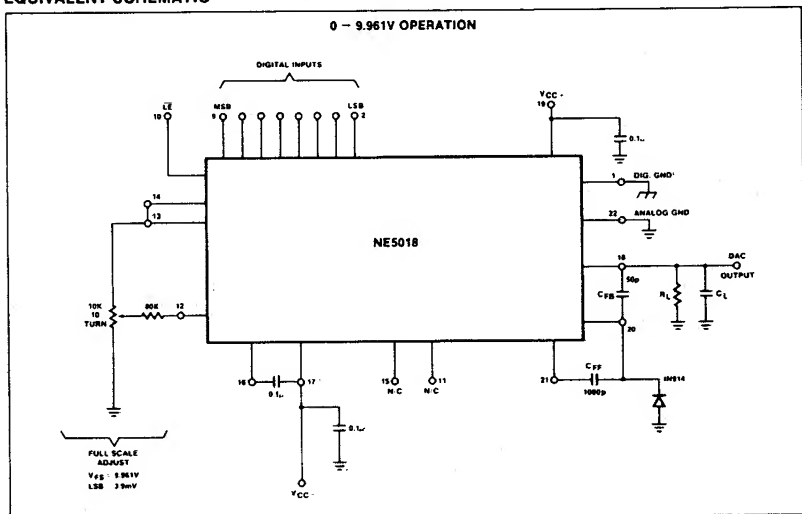 EQUIVALENT SCHEMATIC
0 – 9.961V OPERATION
DIGITAL INPUTS
LE
10
MSB
9
LSB
2
VCC -
19
0.1µ
14
13
1
DIG. GND
22
ANALOG GND
NE5018
18
50p
CFB
DAC
OUTPUT
RL
CL
10K
10
TURN
80K
12
20
16
0.1µ
17
15
N/C
11
N/C
21
CFF
1000p
IN914
0.1µ
FULL SCALE
ADJUST
VFS 9.961V
LSB 3.9mV
VCC -